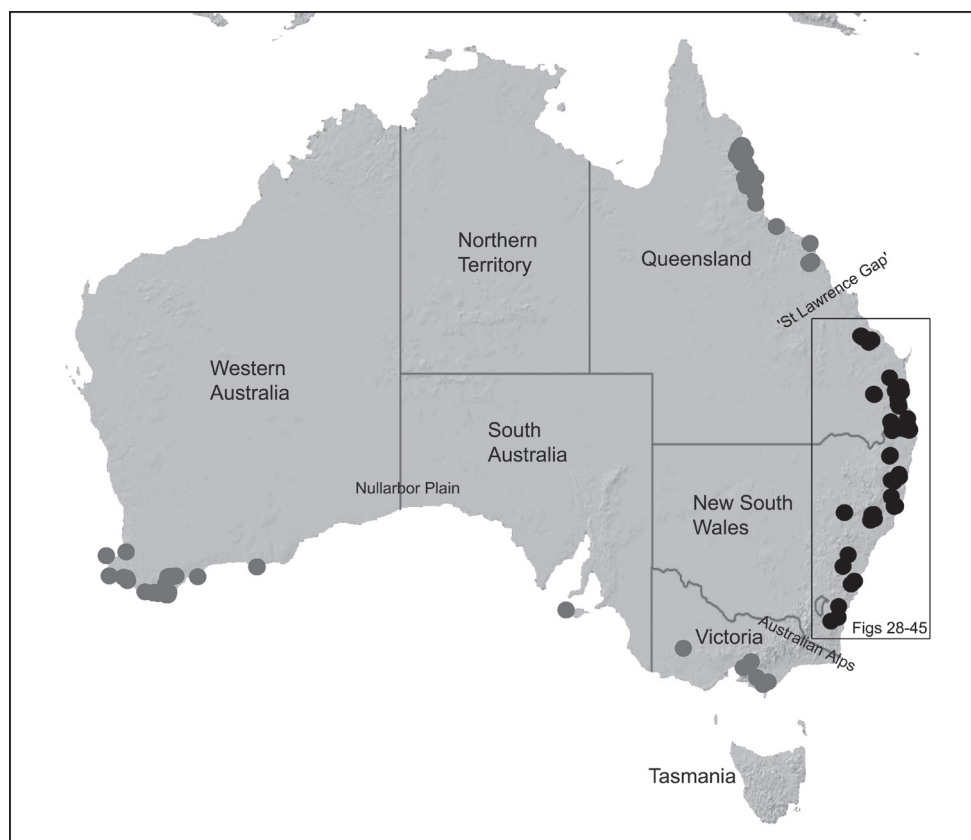 Northern
Territory
Queensland
'St Lawrence Gap'
Western
Australia
South
Australia
Nullarbor Plain
New South
Wales
Victoria
Australian Alps
Figs 28-45
Tasmania